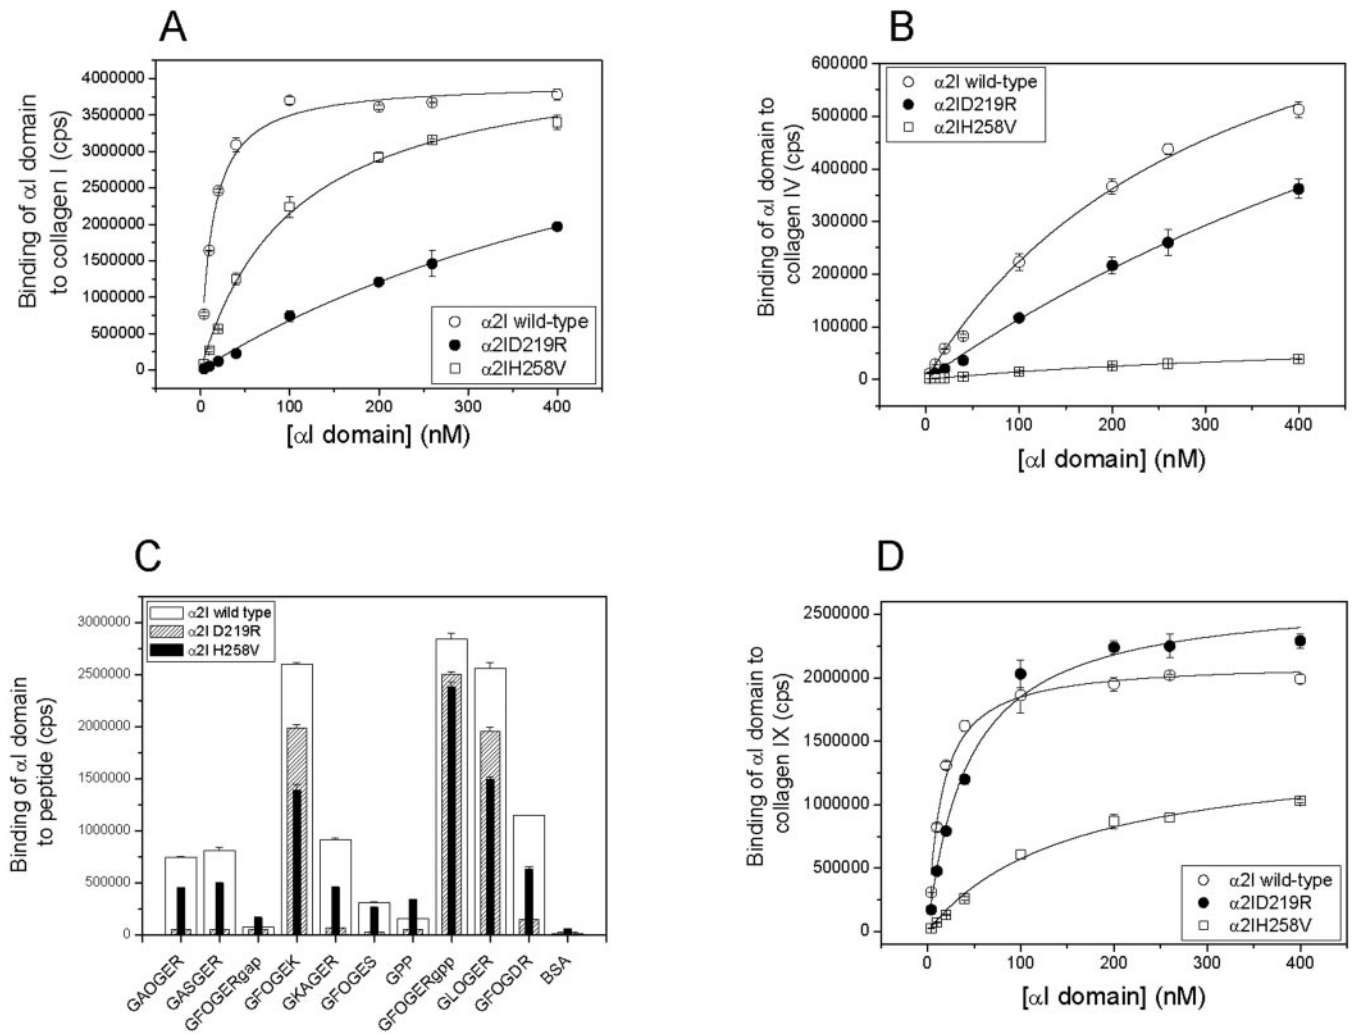 A
Binding of αI domain
to collagen I (cps)
4000000
3500000
3000000
2500000
2000000
1500000
1000000
500000
0
α2I wild-type
α2ID219R
α2IH258V
0 100 200 300 400
[αI domain] (nM)
B
Binding of αI domain to
collagen IV (cps)
600000
500000
400000
300000
200000
100000
0
α2I wild-type
α2ID219R
α2IH258V
0 100 200 300 400
[αI domain] (nM)
C
Binding of αI domain
to peptide (cps)
3000000
2500000
2000000
1500000
1000000
500000
0
α2I wild type
α2I D219R
α2I H258V
GAOGER
GASGER
GFOGERgap
GFOGEK
GKAGER
GFOGES
GPP
GFOGERgpp
GLOGER
GFOGDR
BSA
D
Binding of αI domain to
collagen IX (cps)
2500000
2000000
1500000
1000000
500000
0
α2I wild-type
α2ID219R
α2IH258V
0 100 200 300 400
[αI domain] (nM)